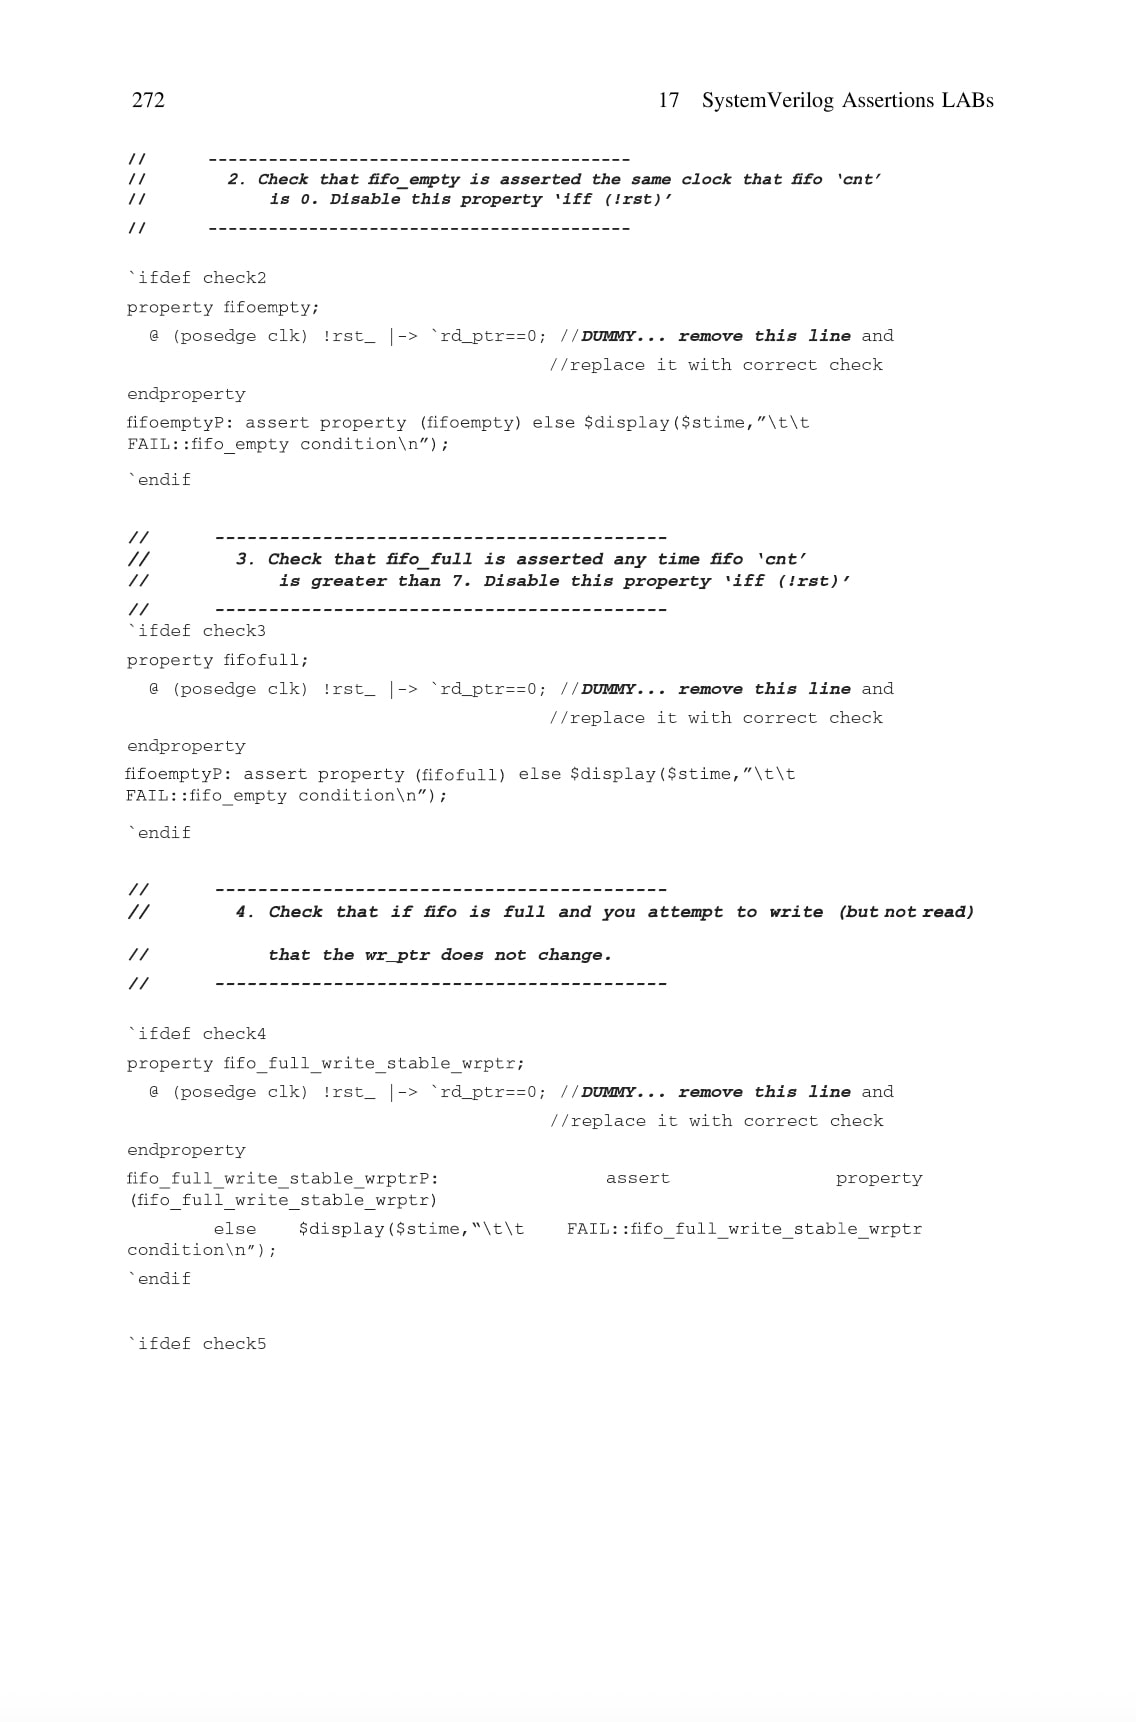 272 17 SystemVerilog Assertions LABs
// ------------------------------------------
// 2. Check that fifo_empty is asserted the same clock that fifo ‘cnt’
// is 0. Disable this property ‘iff (!rst)’
// ------------------------------------------
`ifdef check2
property fifoempty;
@ (posedge clk) !rst_ |-> `rd_ptr==0; //DUMMY... remove this line and
//replace it with correct check
endproperty
fifoemptyP: assert property (fifoempty) else $display($stime,”\t\t
FAIL::fifo_empty condition\n”);
`endif
// ------------------------------------------
// 3. Check that fifo_full is asserted any time fifo ‘cnt’
// is greater than 7. Disable this property ‘iff (!rst)’
// ------------------------------------------
`ifdef check3
property fifofull;
@ (posedge clk) !rst_ |-> `rd_ptr==0; //DUMMY... remove this line and
//replace it with correct check
endproperty
fifoemptyP: assert property (fifofull) else $display($stime,”\t\t
FAIL::fifo_empty condition\n”);
`endif
// ------------------------------------------
// 4. Check that if fifo is full and you attempt to write (but not read)
// that the wr_ptr does not change.
// ------------------------------------------
`ifdef check4
property fifo_full_write_stable_wrptr;
@ (posedge clk) !rst_ |-> `rd_ptr==0; //DUMMY... remove this line and
//replace it with correct check
endproperty
fifo_full_write_stable_wrptrP: assert property
(fifo_full_write_stable_wrptr)
else $display($stime,“\t\t FAIL::fifo_full_write_stable_wrptr
condition\n”);
`endif
`ifdef check5